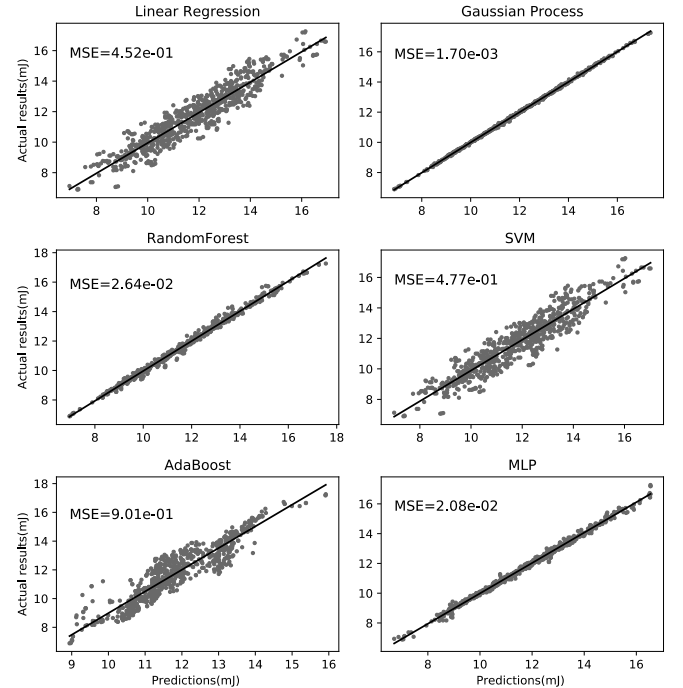 Linear Regression
MSE=4.52e-01
Actual results(mJ)
16
14
12
10
8
8 10 12 14 16
Gaussian Process
MSE=1.70e-03
16
14
12
10
8
8 10 12 14 16
RandomForest
MSE=2.64e-02
Actual results(mJ)
18
16
14
12
10
8
8 10 12 14 16 18
SVM
MSE=4.77e-01
16
14
12
10
8
8 10 12 14 16
AdaBoost
MSE=9.01e-01
Actual results(mJ)
18
16
14
12
10
8
9 10 11 12 13 14 15 16
Predictions(mJ)
MLP
MSE=2.08e-02
16
14
12
10
8
8 10 12 14 16
Predictions(mJ)